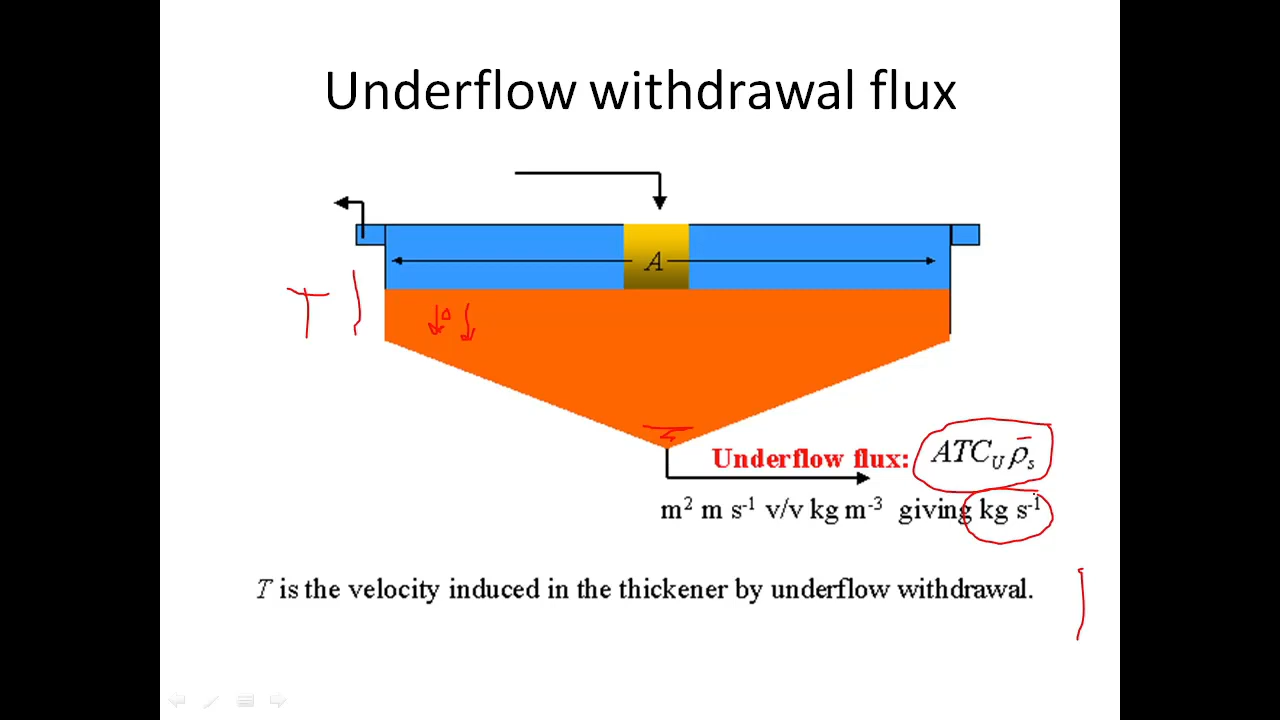 Underflow withdrawal flux
A
T
Underflow flux: ATC_U ρ̅_s
m² m s⁻¹ v/v kg m⁻³ giving kg s⁻¹
T is the velocity induced in the thickener by underflow withdrawal.